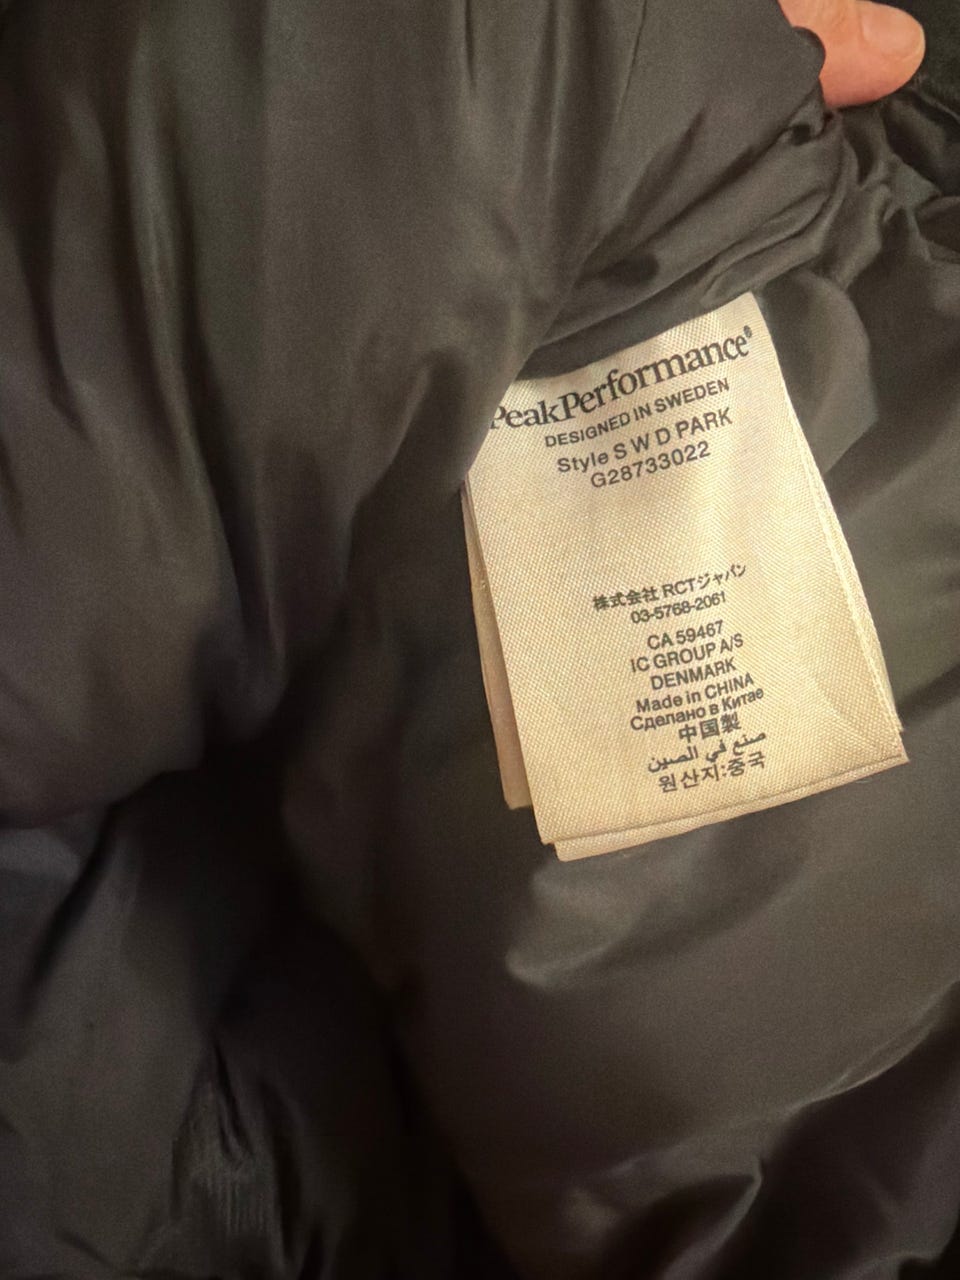 PeakPerformance®
DESIGNED IN SWEDEN
Style S W D PARK
G28733022
株式会社 RCTジャパン
03-5768-2061
CA 59467
IC GROUP A/S
DENMARK
Made in CHINA
Сделано в Китае
中国製
صنع في الصين
원산지:중국